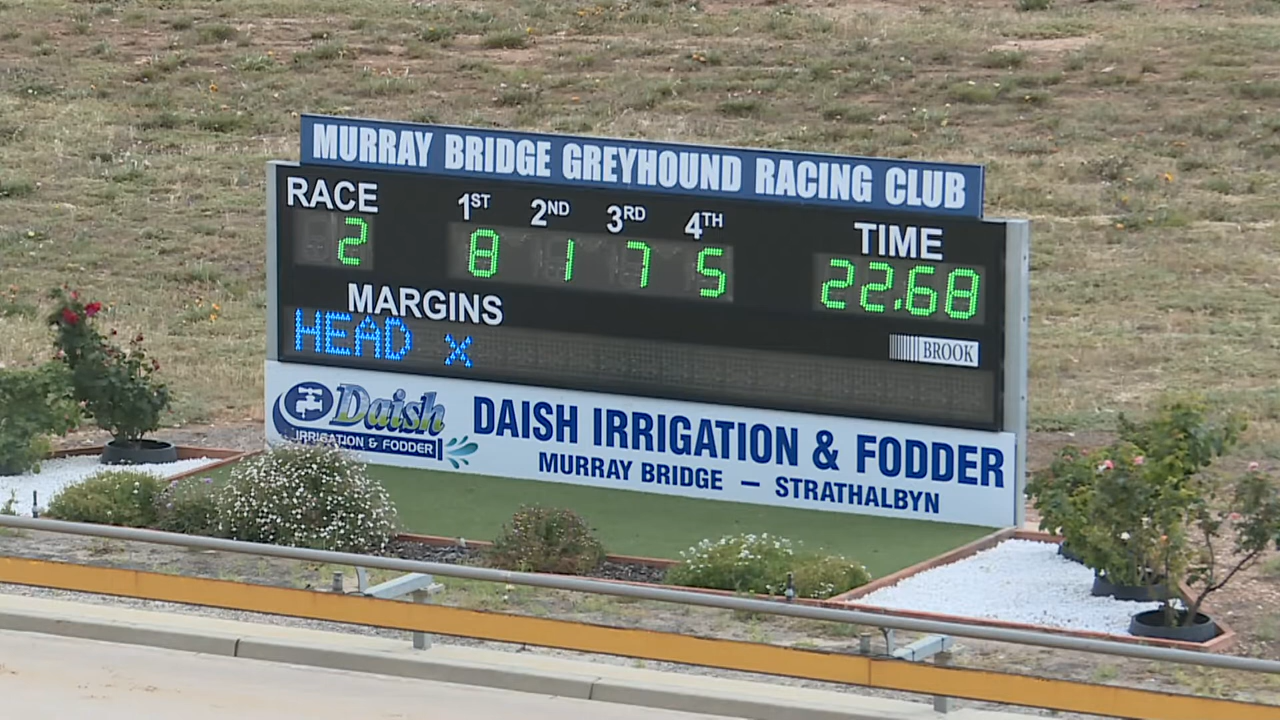 MURRAY BRIDGE GREYHOUND RACING CLUB
RACE 1ST 2ND 3RD 4TH TIME
2 8 1 7 5 22.68
MARGINS
HEAD X
BROOK
Daish
IRRIGATION & FODDER
DAISH IRRIGATION & FODDER
MURRAY BRIDGE – STRATHALBYN